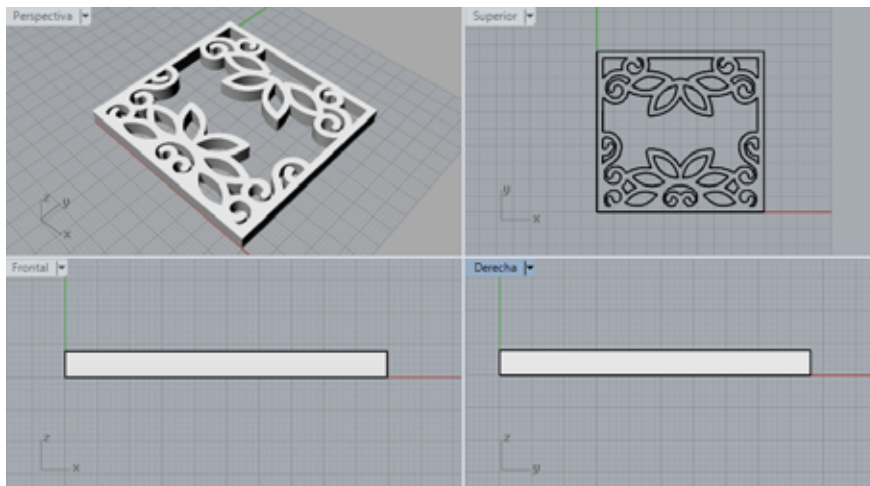 Perspectiva
Superior
z
y
x
y
x
Frontal
Derecha
z
x
z
y